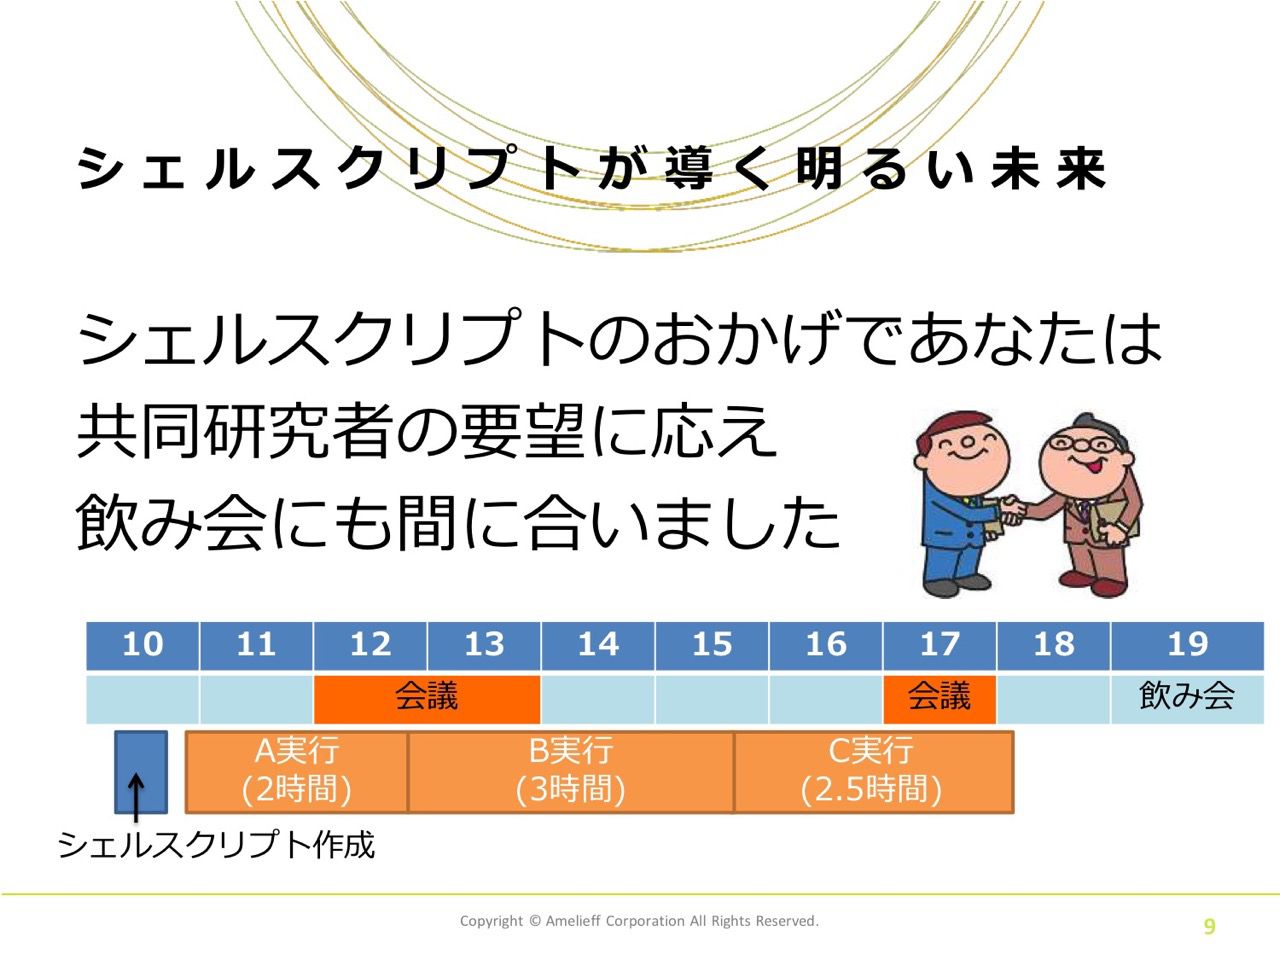 シェルスクリプトが導く明るい未来
シェルスクリプトのおかげであなたは
共同研究者の要望に応え
飲み会にも間に合いました
10 11 12 13 14 15 16 17 18 19
会議 会議 飲み会
A実行 B実行 C実行
(2時間) (3時間) (2.5時間)
シェルスクリプト作成
Copyright © Amelieff Corporation All Rights Reserved.
9